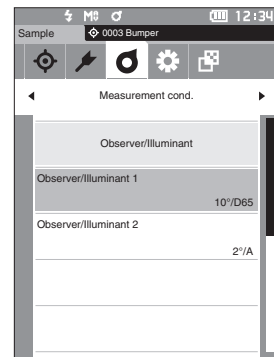 M 12:34
Sample 0003 Bumper
Measurement cond.
Observer/Illuminant
Observer/Illuminant 1
10°/D65
Observer/Illuminant 2
2°/A